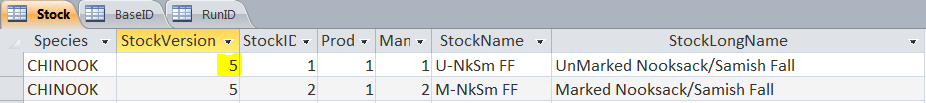 Stock BaseID RunID
Species StockVersion StockID Prod Man StockName StockLongName
CHINOOK 5 1 1 1 U-NkSm FF UnMarked Nooksack/Samish Fall
CHINOOK 5 2 1 2 M-NkSm FF Marked Nooksack/Samish Fall